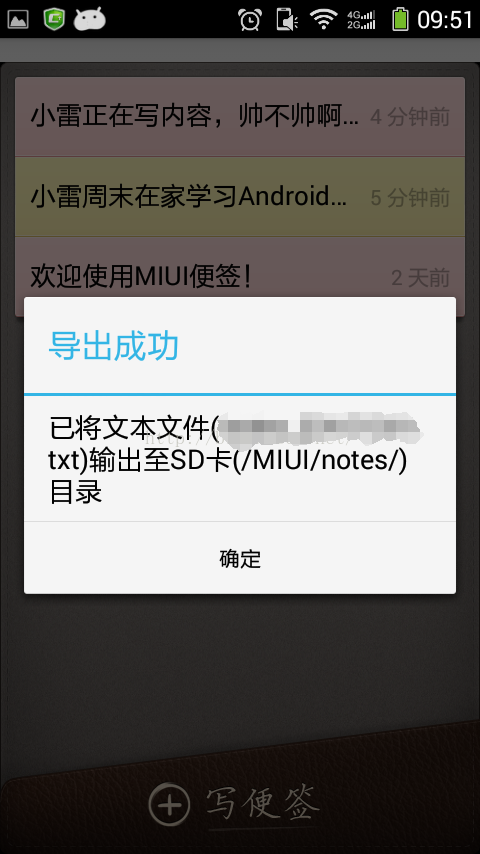 4G
2G
09:51
小雷正在写内容，帅不帅啊... 4 分钟前
小雷周末在家学习Android... 5 分钟前
欢迎使用MIUI便签！ 2 天前
导出成功
已将文本文件(
txt)输出至SD卡(/MIUI/notes/)
目录
确定
写便签